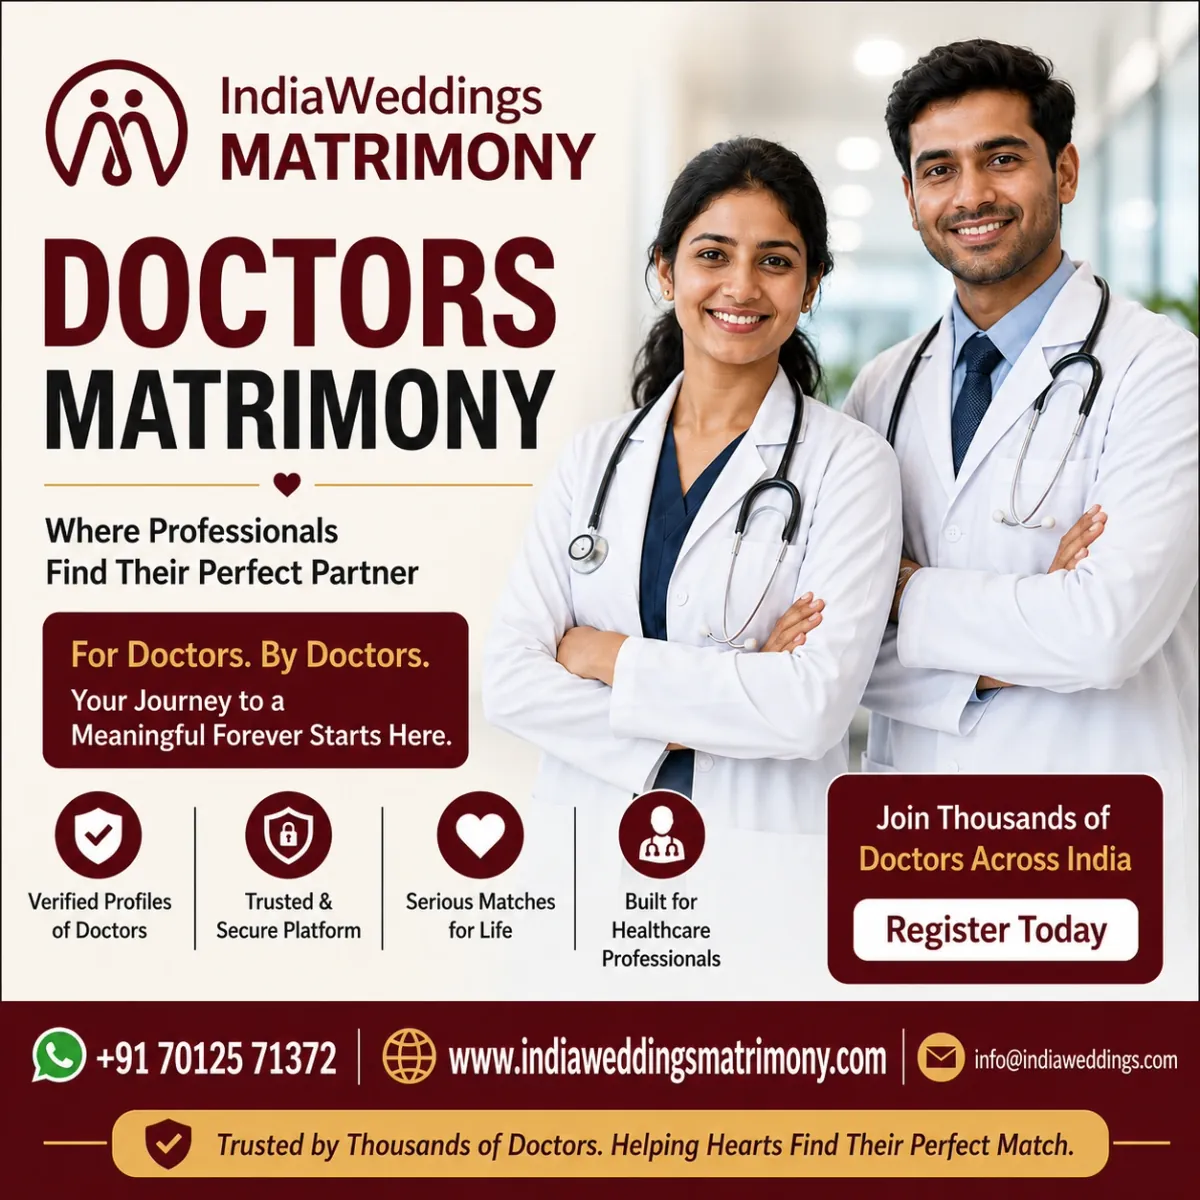 IndiaWeddings
MATRIMONY
DOCTORS
MATRIMONY
Where Professionals
Find Their Perfect Partner
For Doctors. By Doctors.
Your Journey to a
Meaningful Forever Starts Here.
Verified Profiles
of Doctors
Trusted &
Secure Platform
Serious Matches
for Life
Built for
Healthcare
Professionals
Join Thousands of
Doctors Across India
Register Today
+91 70125 71372
www.indiaweddingsmatrimony.com
info@indiaweddings.com
Trusted by Thousands of Doctors. Helping Hearts Find Their Perfect Match.